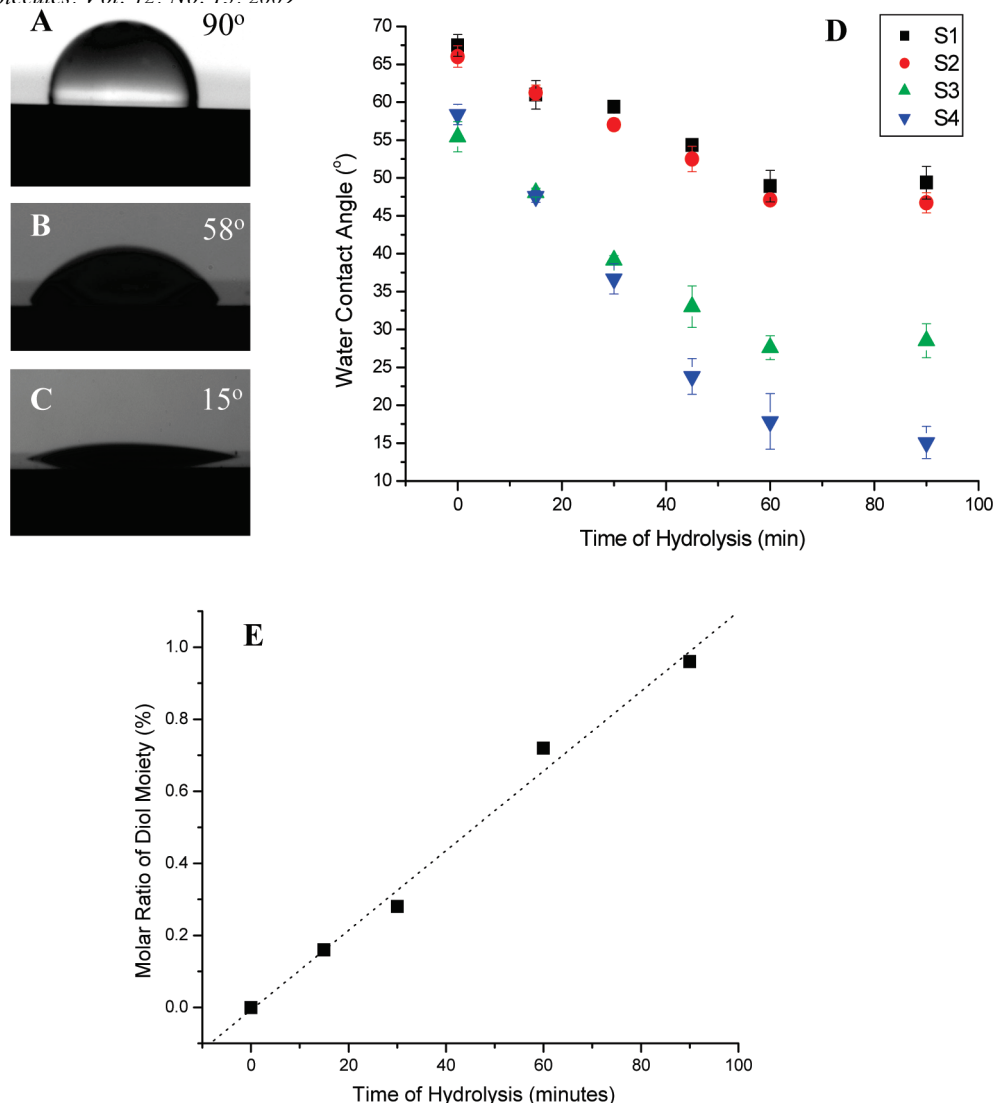 A 90o
B 58o
C 15o
D
S1
S2
S3
S4
Water Contact Angle (o)
70
65
60
55
50
45
40
35
30
25
20
15
10
0 20 40 60 80 100
Time of Hydrolysis (min)
E
Molar Ratio of Diol Moiety (%)
1.0
0.8
0.6
0.4
0.2
0.0
0 20 40 60 80 100
Time of Hydrolysis (minutes)